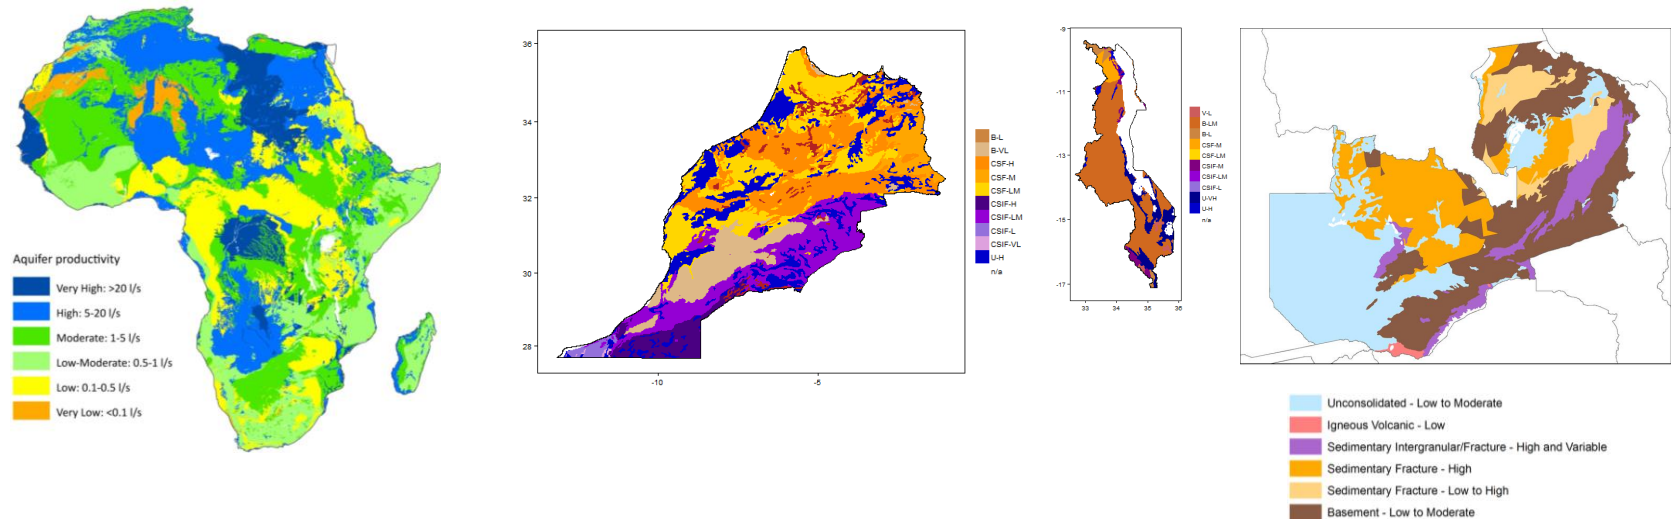 Aquifer productivity
Very High: >20 l/s
High: 5-20 l/s
Moderate: 1-5 l/s
Low-Moderate: 0.5-1 l/s
Low: 0.1-0.5 l/s
Very Low: <0.1 l/s
36
34
32
30
28
-10
-5
B-L
B-VL
CSF-H
CSF-M
CSF-LM
CSIF-H
CSIF-LM
CSIF-L
CSIF-VL
U-H
n/a
-9
-11
-13
-15
-17
33
34
35
36
V-L
B-LM
B-L
CSF-M
CSF-LM
CSIF-M
CSIF-LM
CSIF-L
U-VH
U-H
n/a
Unconsolidated - Low to Moderate
Igneous Volcanic - Low
Sedimentary Intergranular/Fracture - High and Variable
Sedimentary Fracture - High
Sedimentary Fracture - Low to High
Basement - Low to Moderate